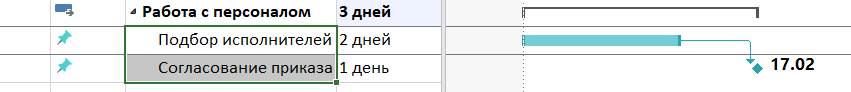 Работа с персоналом 3 дней
Подбор исполнителей 2 дней
Согласование приказа 1 день 17.02